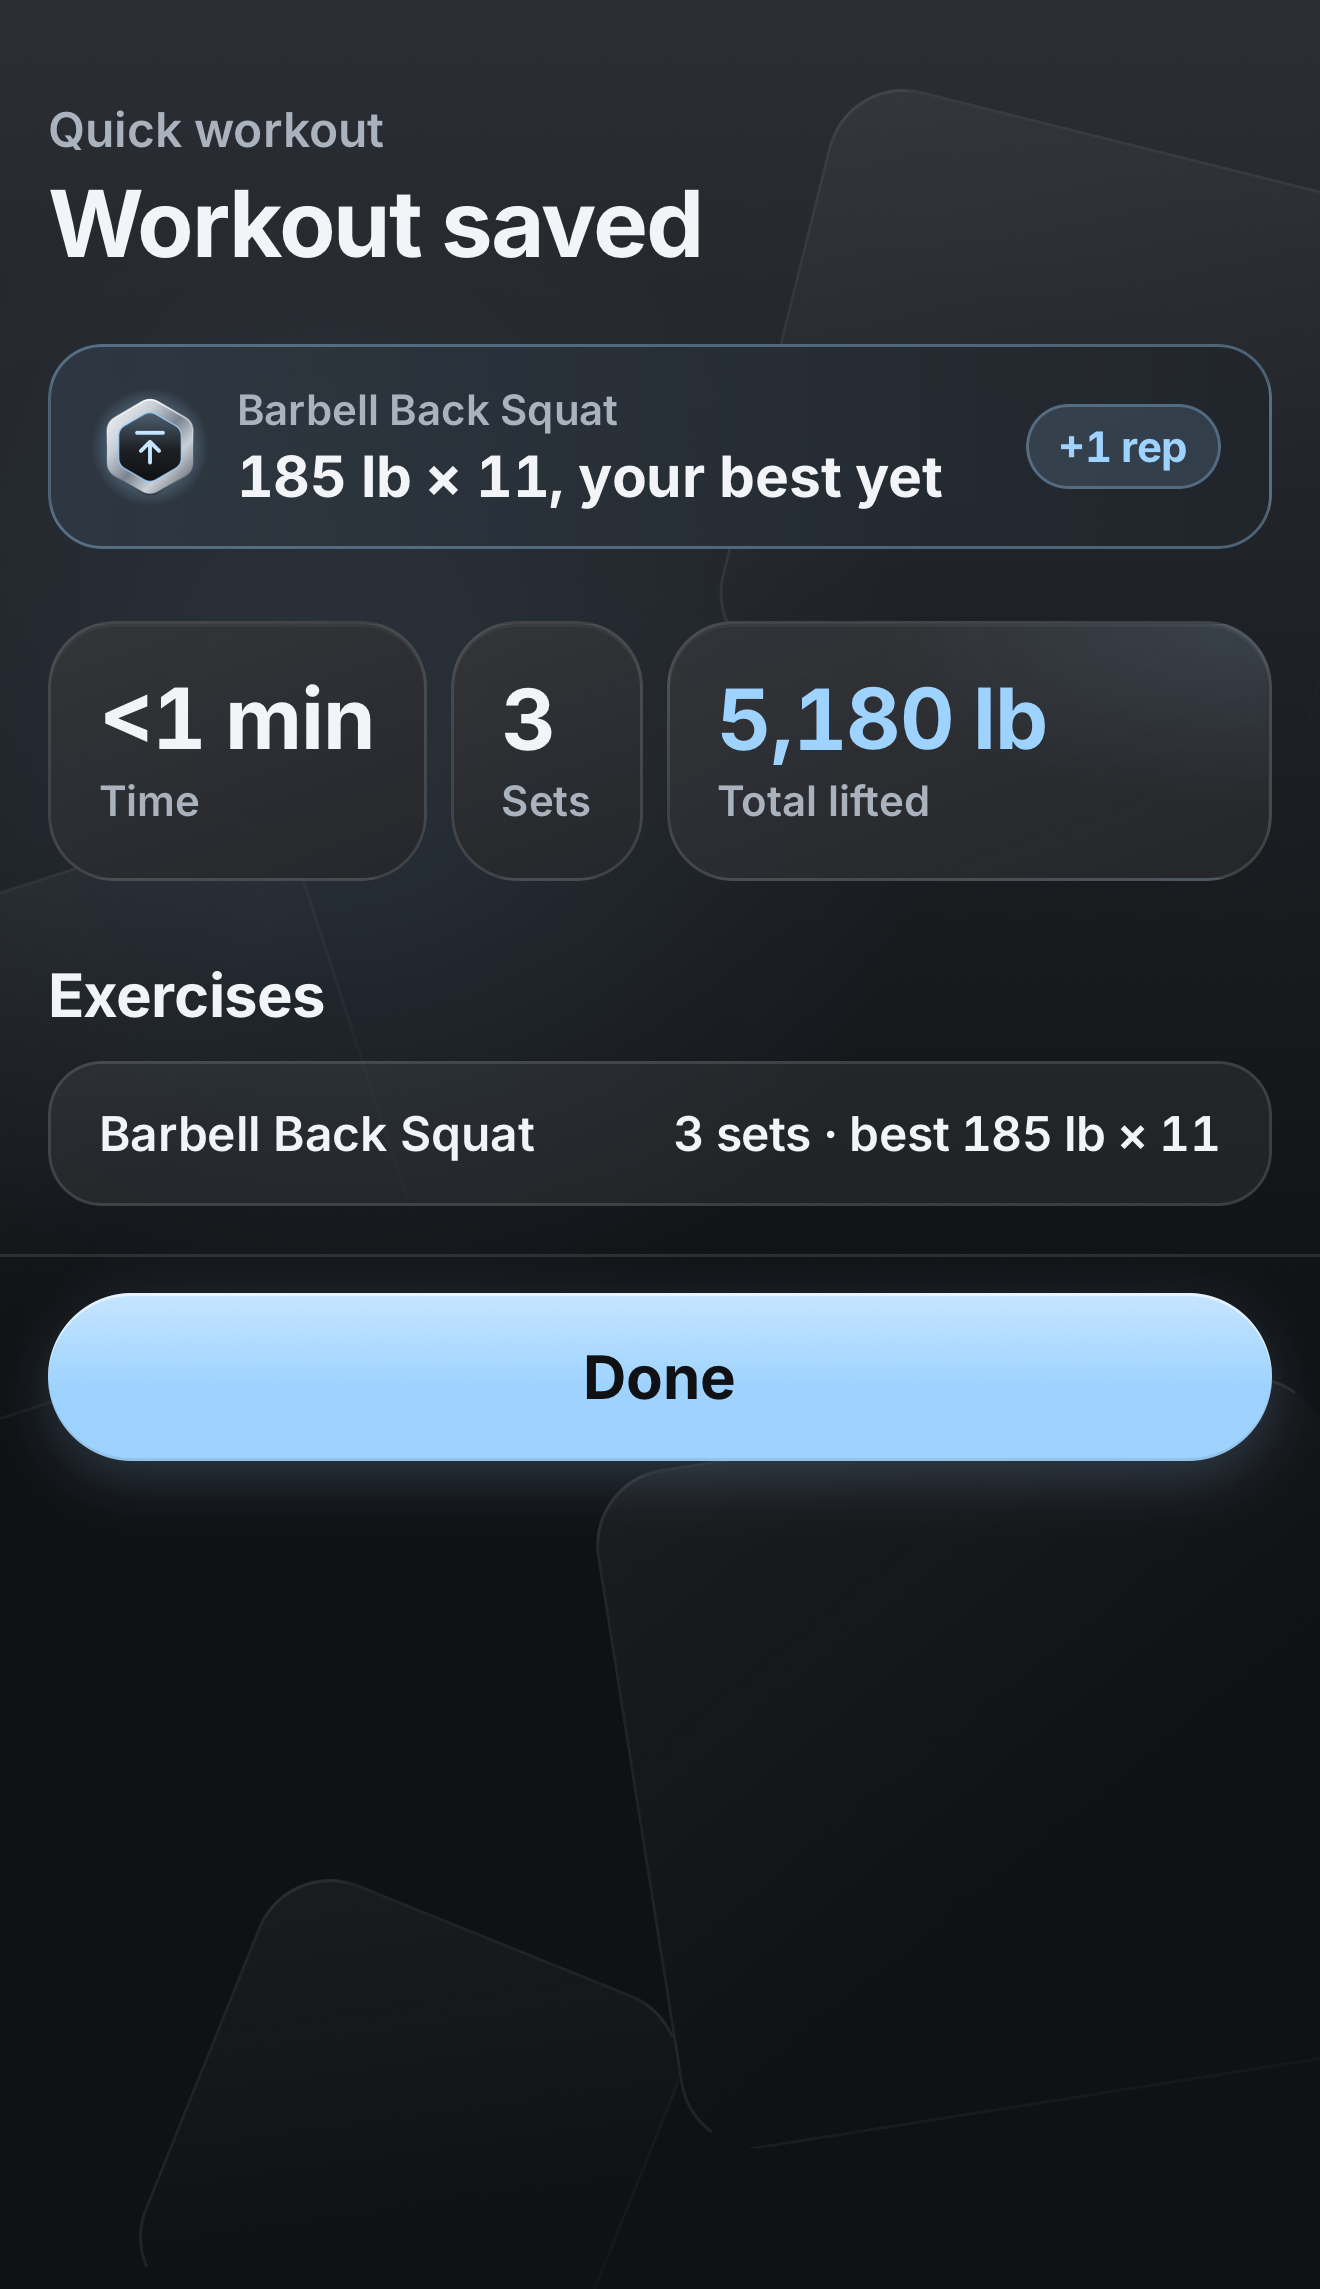 Quick workout
Workout saved
Barbell Back Squat
185 lb × 11, your best yet
+1 rep
<1 min
Time
3
Sets
5,180 lb
Total lifted
Exercises
Barbell Back Squat
3 sets · best 185 lb × 11
Done